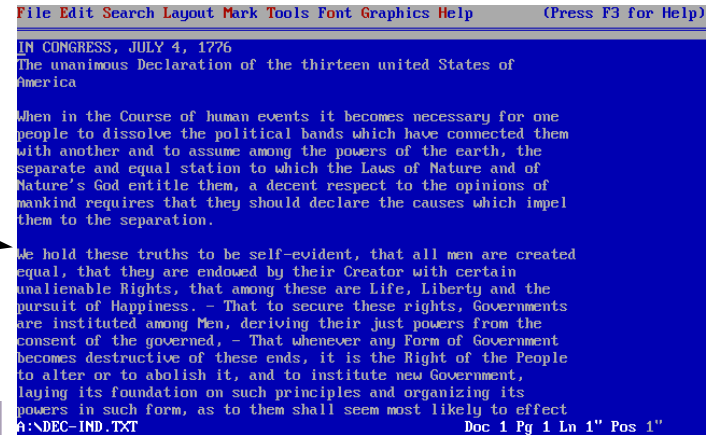 File Edit Search Layout Mark Tools Font Graphics Help (Press F3 for Help)
IN CONGRESS, JULY 4, 1776
The unanimous Declaration of the thirteen united States of
America
When in the Course of human events it becomes necessary for one
people to dissolve the political bands which have connected them
with another and to assume among the powers of the earth, the
separate and equal station to which the Laws of Nature and of
Nature's God entitle them, a decent respect to the opinions of
mankind requires that they should declare the causes which impel
them to the separation.
We hold these truths to be self-evident, that all men are created
equal, that they are endowed by their Creator with certain
unalienable Rights, that among these are Life, Liberty and the
pursuit of Happiness. – That to secure these rights, Governments
are instituted among Men, deriving their just powers from the
consent of the governed, – That whenever any Form of Government
becomes destructive of these ends, it is the Right of the People
to alter or to abolish it, and to institute new Government,
laying its foundation on such principles and organizing its
powers in such form, as to them shall seem most likely to effect
A:\DEC-IND.TXT Doc 1 Pg 1 Ln 1" Pos 1"